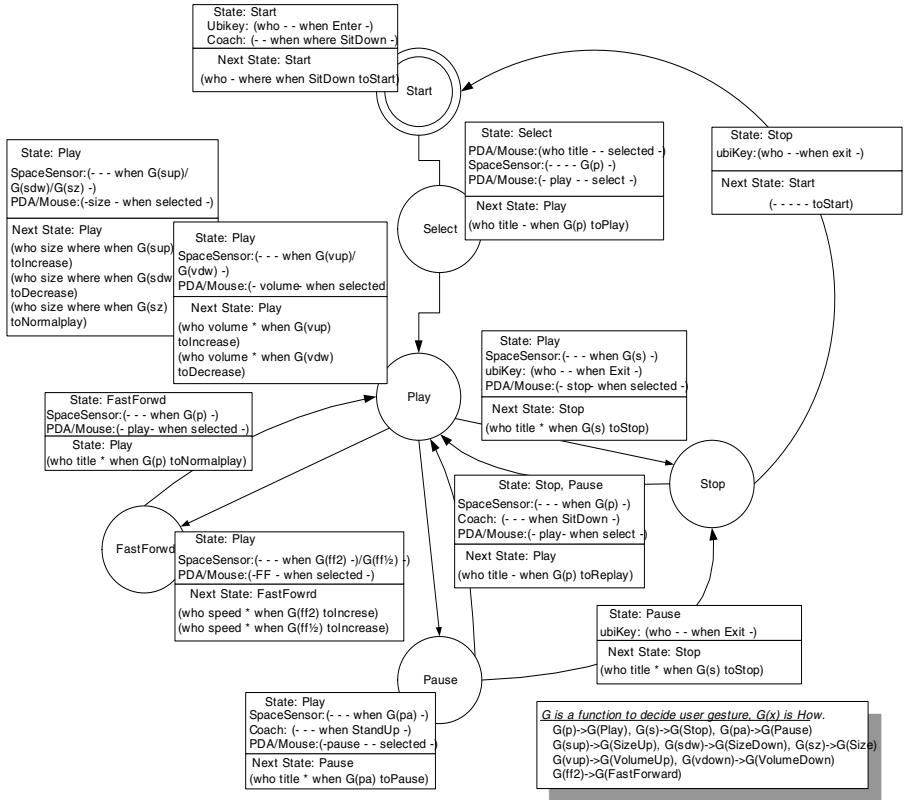 State: Start
Ubikey: (who - - when Enter -)
Coach: (- - when where SitDown -)
Next State: Start
(who - where when SitDown toStart)
Start
State: Select
PDA/Mouse:(who title - - selected -)
SpaceSensor:(- - - - G(p) -)
PDA/Mouse:(- play - - select -)
Next State: Play
(who title - when G(p) toPlay)
State: Stop
ubiKey:(who - -when exit -)
Next State: Start
(- - - - - toStart)
State: Play
SpaceSensor:(- - - when G(sup)/
G(sdw)/G(sz) -)
PDA/Mouse:(-size - when selected -)
Next State: Play
(who size where when G(sup)
toIncrease)
(who size where when G(sdw
toDecrease)
(who size where when G(sz)
toNormalplay)
Select
State: Play
SpaceSensor:(- - - when G(vup)/
G(vdw) -)
PDA/Mouse:(- volume- when selected
Next State: Play
(who volume * when G(vup)
toIncrease)
(who volume * when G(vdw)
toDecrease)
State: Play
SpaceSensor:(- - - when G(s) -)
ubiKey: (who - - when Exit -)
PDA/Mouse:(- stop- when selected -)
Next State: Stop
(who title * when G(s) toStop)
Play
State: FastForwd
SpaceSensor:(- - - when G(p) -)
PDA/Mouse:(- play- when selected -)
State: Play
(who title * when G(p) toNormalplay)
Stop
State: Stop, Pause
SpaceSensor:(- - - when G(p) -)
Coach: (- - - when SitDown -)
PDA/Mouse:(- play- when select -)
Next State: Play
(who title - when G(p) toReplay)
FastForwd
State: Play
SpaceSensor:(- - - when G(ff2) -)/G(ff½) -)
PDA/Mouse:(-FF - when selected -)
Next State: FastFowrd
(who speed * when G(ff2) toIncrese)
(who speed * when G(ff½) toIncrease)
State: Pause
ubiKey: (who - - when Exit -)
Next State: Stop
(who title * when G(s) toStop)
Pause
State: Play
SpaceSensor:(- - - when G(pa) -)
Coach: (- - - when StandUp -)
PDA/Mouse:(-pause - - selected -)
Next State: Pause
(who title * when G(pa) toPause)
G is a function to decide user gesture, G(x) is How.
G(p)->G(Play), G(s)->G(Stop), G(pa)->G(Pause)
G(sup)->G(SizeUp), G(sdw)->G(SizeDown), G(sz)->G(Size)
G(vup)->G(VolumeUp), G(vdown)->G(VolumeDown)
G(ff2)->G(FastForward)